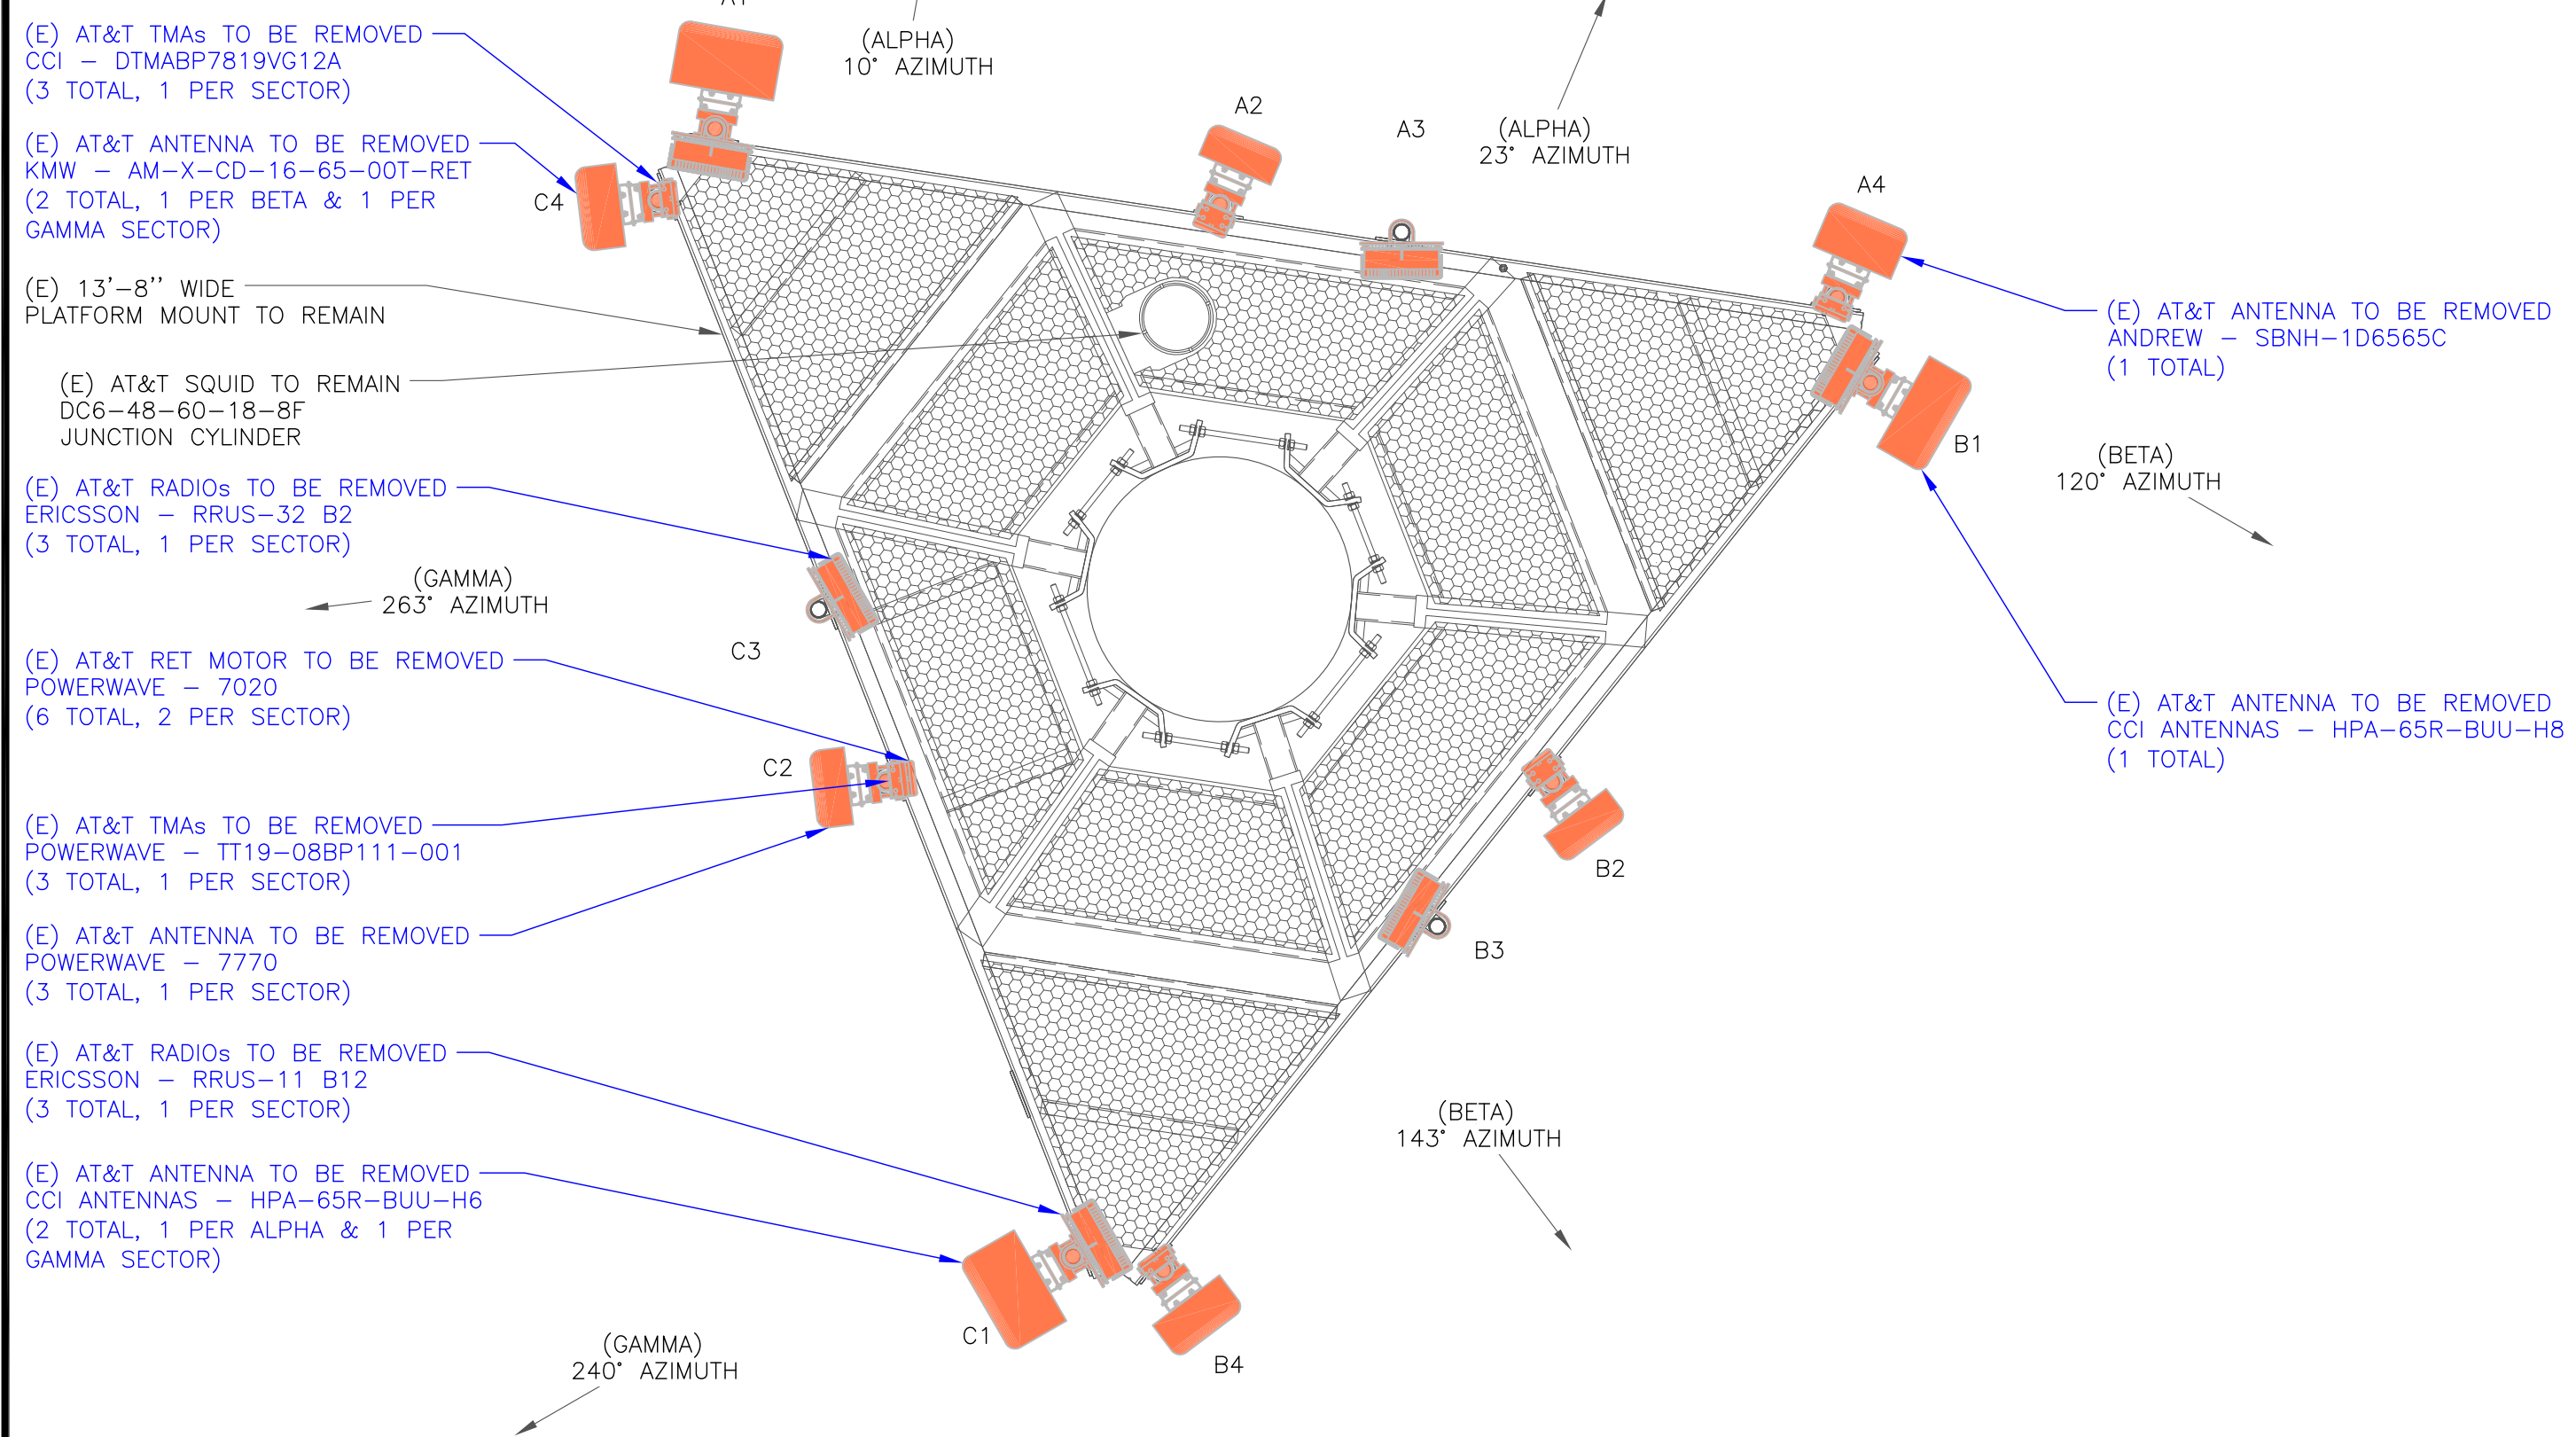 A1
(E) AT&T TMAs TO BE REMOVED
CCI - DTMABP7819VG12A
(3 TOTAL, 1 PER SECTOR)
(E) AT&T ANTENNA TO BE REMOVED
KMW - AM-X-CD-16-65-00T-RET
(2 TOTAL, 1 PER BETA & 1 PER
GAMMA SECTOR)
(E) 13'-8'' WIDE
PLATFORM MOUNT TO REMAIN
(E) AT&T SQUID TO REMAIN
DC6-48-60-18-8F
JUNCTION CYLINDER
(E) AT&T RADIOs TO BE REMOVED
ERICSSON - RRUS-32 B2
(3 TOTAL, 1 PER SECTOR)
(GAMMA)
263° AZIMUTH
(E) AT&T RET MOTOR TO BE REMOVED
POWERWAVE - 7020
(6 TOTAL, 2 PER SECTOR)
(E) AT&T TMAs TO BE REMOVED
POWERWAVE - TT19-08BP111-001
(3 TOTAL, 1 PER SECTOR)
(E) AT&T ANTENNA TO BE REMOVED
POWERWAVE - 7770
(3 TOTAL, 1 PER SECTOR)
(E) AT&T RADIOs TO BE REMOVED
ERICSSON - RRUS-11 B12
(3 TOTAL, 1 PER SECTOR)
(E) AT&T ANTENNA TO BE REMOVED
CCI ANTENNAS - HPA-65R-BUU-H6
(2 TOTAL, 1 PER ALPHA & 1 PER
GAMMA SECTOR)
(GAMMA)
240° AZIMUTH
C4
C3
C2
C1
B4
(ALPHA)
10° AZIMUTH
A2
A3
(ALPHA)
23° AZIMUTH
A4
B1
(BETA)
120° AZIMUTH
B2
B3
(BETA)
143° AZIMUTH
(E) AT&T ANTENNA TO BE REMOVED
ANDREW - SBNH-1D6565C
(1 TOTAL)
(E) AT&T ANTENNA TO BE REMOVED
CCI ANTENNAS - HPA-65R-BUU-H8
(1 TOTAL)